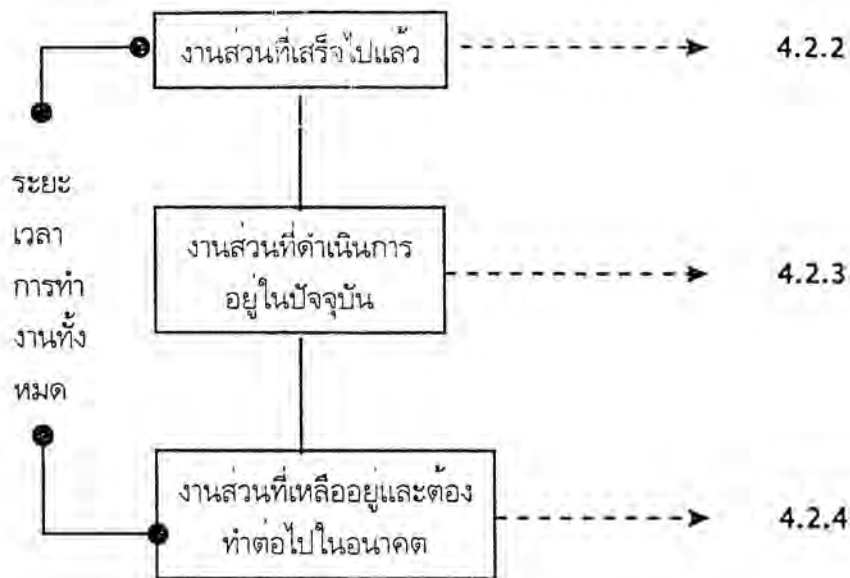 งานส่วนที่เสร็จไปแล้ว
4.2.2
ระยะ
เวลา
การทำ
งานทั้ง
หมด
งานส่วนที่ดำเนินการ
อยู่ในปัจจุบัน
4.2.3
งานส่วนที่เหลืออยู่และต้อง
ทำต่อไปในอนาคต
4.2.4